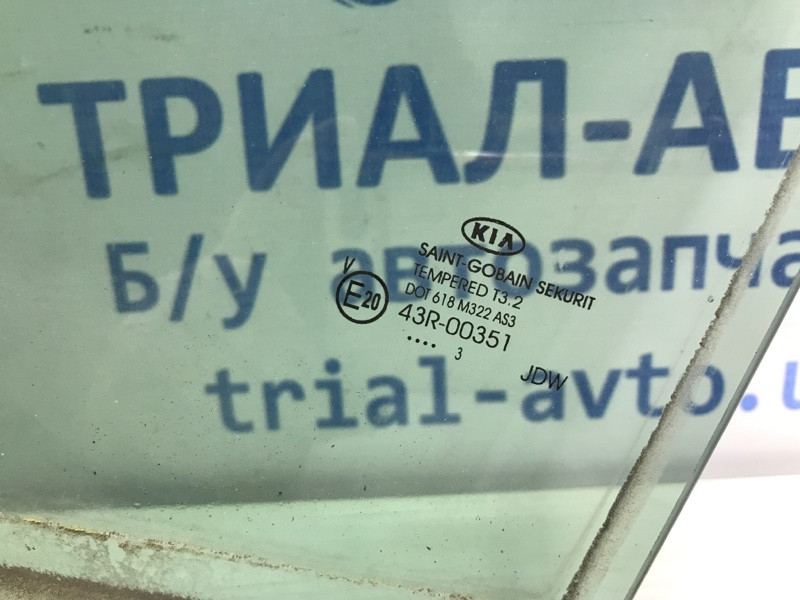 ТРИАЛ-АВ
KIA
SAINT-GOBAIN SEKURIT
TEMPERED T3.2
DOT 618 M322 AS3
43R-00351
.... 3
V
E20
JDW
Б/у автозапча
trial-avto.u